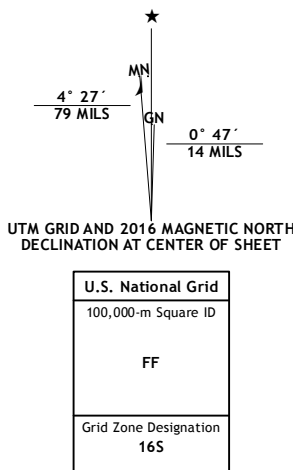 ★
MN
GN
4° 27´
79 MILS
0° 47´
14 MILS
UTM GRID AND 2016 MAGNETIC NORTH
DECLINATION AT CENTER OF SHEET
U.S. National Grid
100,000-m Square ID
FF
Grid Zone Designation
16S